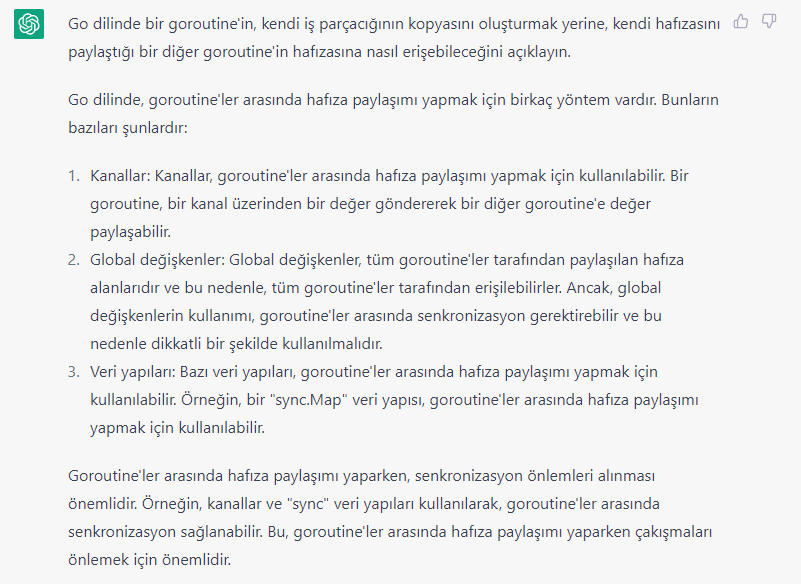 Go dilinde bir goroutine'in, kendi iş parçacığının kopyasını oluşturmak yerine, kendi hafızasını
paylaştığı bir diğer goroutine'in hafızasına nasıl erişebileceğini açıklayın.
Go dilinde, goroutine'ler arasında hafıza paylaşımı yapmak için birkaç yöntem vardır. Bunların
bazıları şunlardır:
1. Kanallar: Kanallar, goroutine'ler arasında hafıza paylaşımı yapmak için kullanılabilir. Bir
goroutine, bir kanal üzerinden bir değer göndererek bir diğer goroutine'e değer
paylaşabilir.
2. Global değişkenler: Global değişkenler, tüm goroutine'ler tarafından paylaşılan hafıza
alanlarıdır ve bu nedenle, tüm goroutine'ler tarafından erişilebilirler. Ancak, global
değişkenlerin kullanımı, goroutine'ler arasında senkronizasyon gerektirebilir ve bu
nedenle dikkatli bir şekilde kullanılmalıdır.
3. Veri yapıları: Bazı veri yapıları, goroutine'ler arasında hafıza paylaşımı yapmak için
kullanılabilir. Örneğin, bir "sync.Map" veri yapısı, goroutine'ler arasında hafıza paylaşımı
yapmak için kullanılabilir.
Goroutine'ler arasında hafıza paylaşımı yaparken, senkronizasyon önlemleri alınması
önemlidir. Örneğin, kanallar ve "sync" veri yapıları kullanılarak, goroutine'ler arasında
senkronizasyon sağlanabilir. Bu, goroutine'ler arasında hafıza paylaşımı yaparken çakışmaları
önlemek için önemlidir.